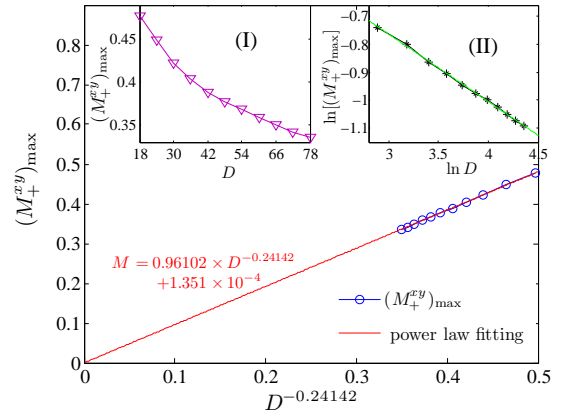 0.9
0.8
0.7
0.6
0.5
0.4
0.3
0.2
0.1
0
(M_+^{xy})_max
0 0.1 0.2 0.3 0.4 0.5
D^{-0.24142}
(I)
0.45
0.4
0.35
(M_+^{xy})_max
18 30 42 54 66 78
D
(II)
-0.7
-0.8
-0.9
-1
-1.1
ln[(M_+^{xy})_max]
3 3.5 4 4.5
ln D
M = 0.96102 × D^{-0.24142}
+1.351 × 10^{-4}
(M_+^{xy})_max
power law fitting